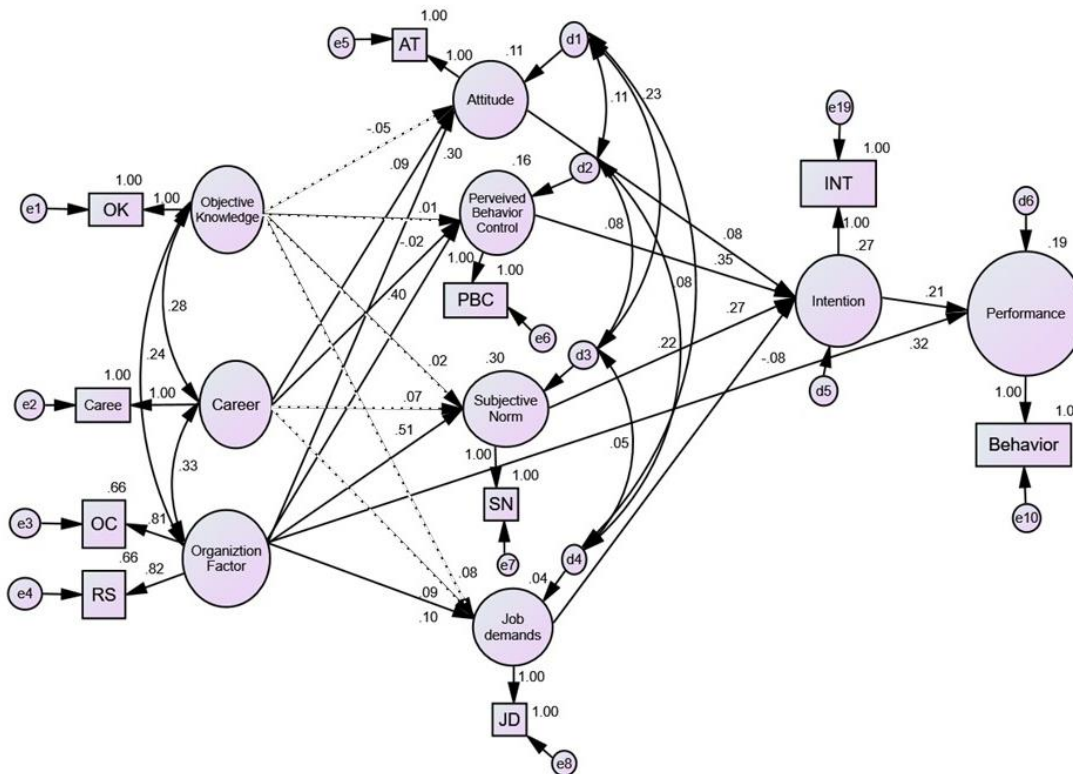 1.00
e5
AT
1.00
.11
d1
Attitude
.11
.23
-.05
.09
.30
e19
1.00
INT
1.00
.27
.16
d2
Perveived
Behavior
Control
1.00
e1
OK
1.00
Objective
Knowledge
.01
-.02
.08
.08
.35
.08
d6
.19
1.00
1.00
PBC
e6
.40
Intention
.21
Performance
.28
.24
.27
.22
-.08
.32
d5
.02
.30
d3
Subjective
Norm
1.00
e2
Caree
1.00
Career
.07
.51
1.00
1.0
Behavior
e10
.33
.05
1.00
1.00
SN
e7
.66
e3
OC
.81
Organiztion
Factor
.66
e4
RS
.82
.08
.09
.10
.04
d4
Job
demands
1.00
JD
1.00
e8